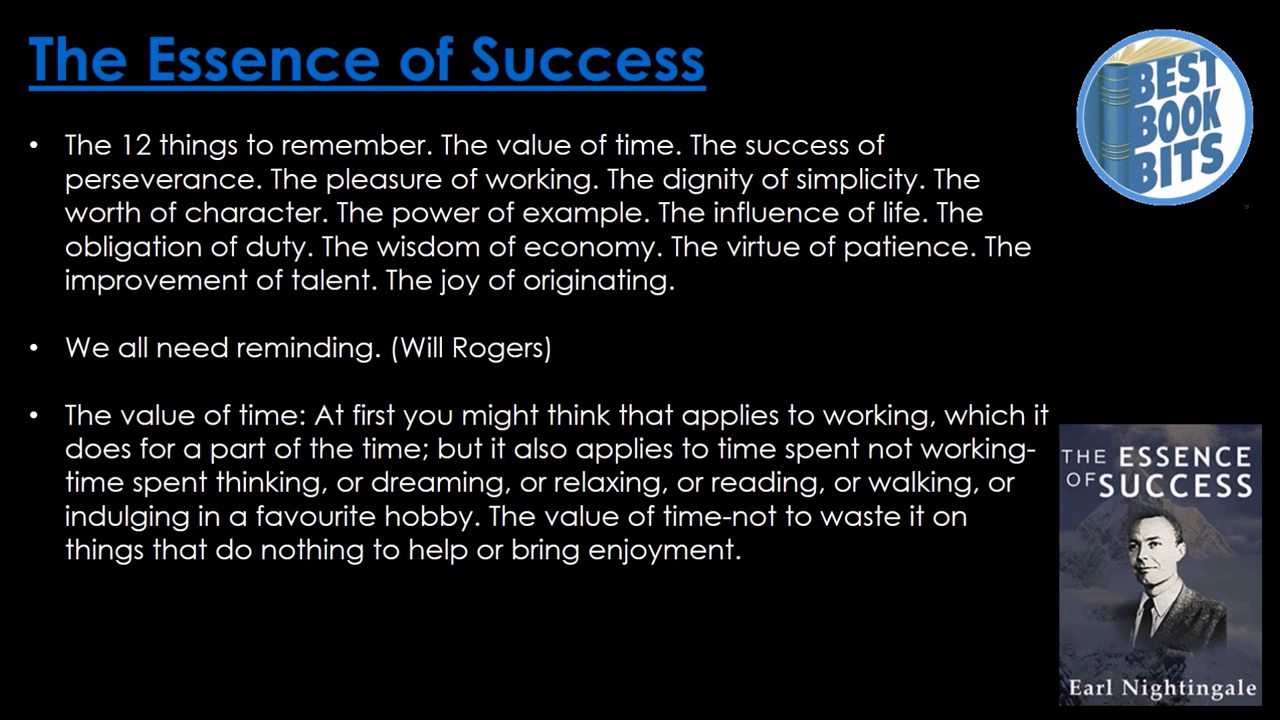 The Essence of Success
BEST
BOOK
BITS
• The 12 things to remember. The value of time. The success of
perseverance. The pleasure of working. The dignity of simplicity. The
worth of character. The power of example. The influence of life. The
obligation of duty. The wisdom of economy. The virtue of patience. The
improvement of talent. The joy of originating.
• We all need reminding. (Will Rogers)
• The value of time: At first you might think that applies to working, which it
does for a part of the time; but it also applies to time spent not working-
time spent thinking, or dreaming, or relaxing, or reading, or walking, or
indulging in a favourite hobby. The value of time-not to waste it on
things that do nothing to help or bring enjoyment.
THE ESSENCE
OF SUCCESS
Earl Nightingale